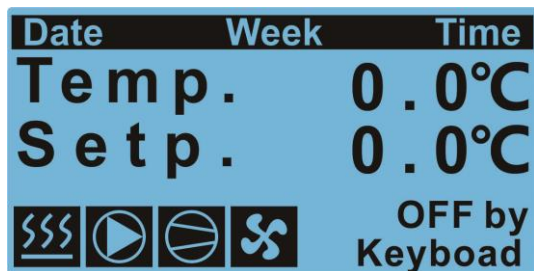 Date Week Time
Temp. 0.0℃
Setp. 0.0℃
OFF by
Keyboad